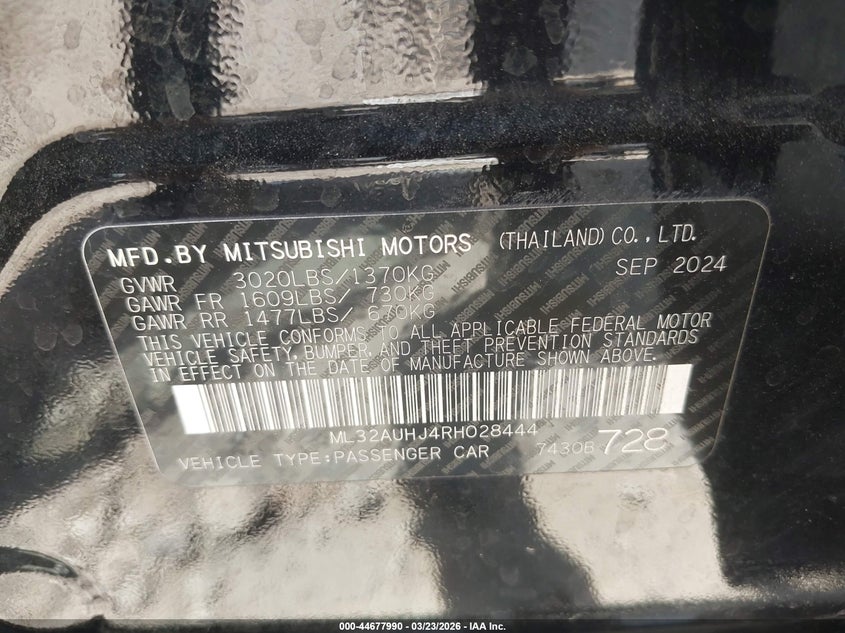 MFD.BY MITSUBISHI MOTORS (THAILAND) CO.,LTD.
GVWR 3020LBS/1370KG SEP 2024
GAWR FR 1609LBS/ 730KG
GAWR RR 1477LBS/ 670KG
THIS VEHICLE CONFORMS TO ALL APPLICABLE FEDERAL MOTOR
VEHICLE SAFETY, BUMPER, AND THEFT PREVENTION STANDARDS
IN EFFECT ON THE DATE OF MANUFACTURE SHOWN ABOVE.
ML32AUHJ4RH028444
VEHICLE TYPE:PASSENGER CAR 7430B 728
000-44677990 - 03/23/2026 - IAA Inc.